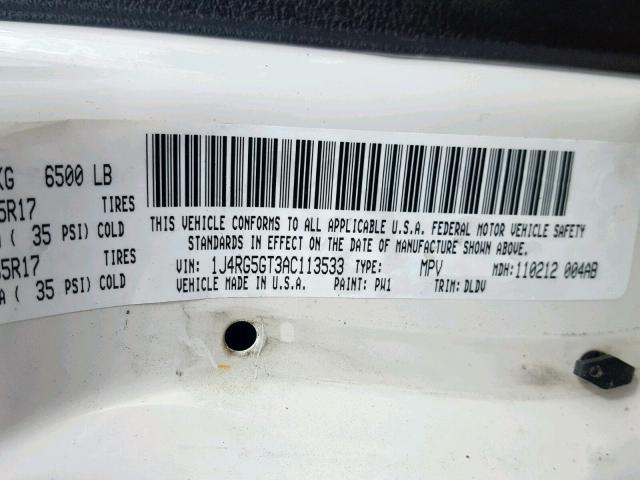 KG 6500 LB
5R17 TIRES
( 35 PSI) COLD
5R17 TIRES
A ( 35 PSI) COLD
THIS VEHICLE CONFORMS TO ALL APPLICABLE U.S.A. FEDERAL MOTOR VEHICLE SAFETY
STANDARDS IN EFFECT ON THE DATE OF MANUFACTURE SHOWN ABOVE.
VIN: 1J4RG5GT3AC113533 TYPE: MPV MDH: 110212 004AB
VEHICLE MADE IN U.S.A. PAINT: PW1 TRIM: DLDV